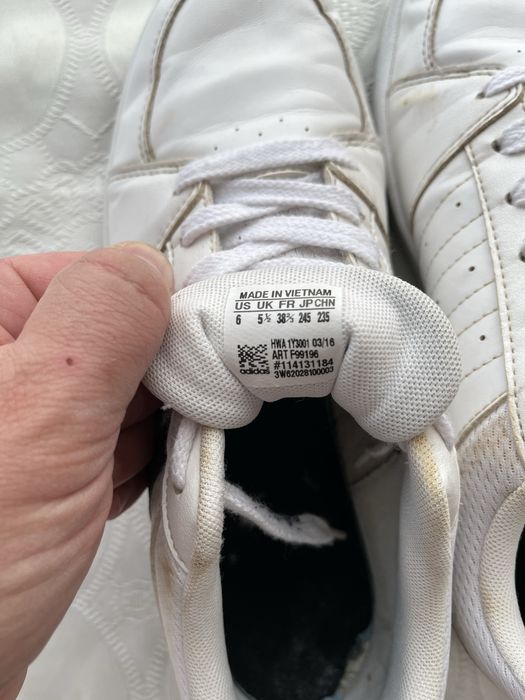 MADE IN VIETNAM
US UK FR JP CHN
6 5½ 38⅔ 245 235
HWA 1Y3001 03/16
ART F99196
#114131184
adidas 3W62028100003